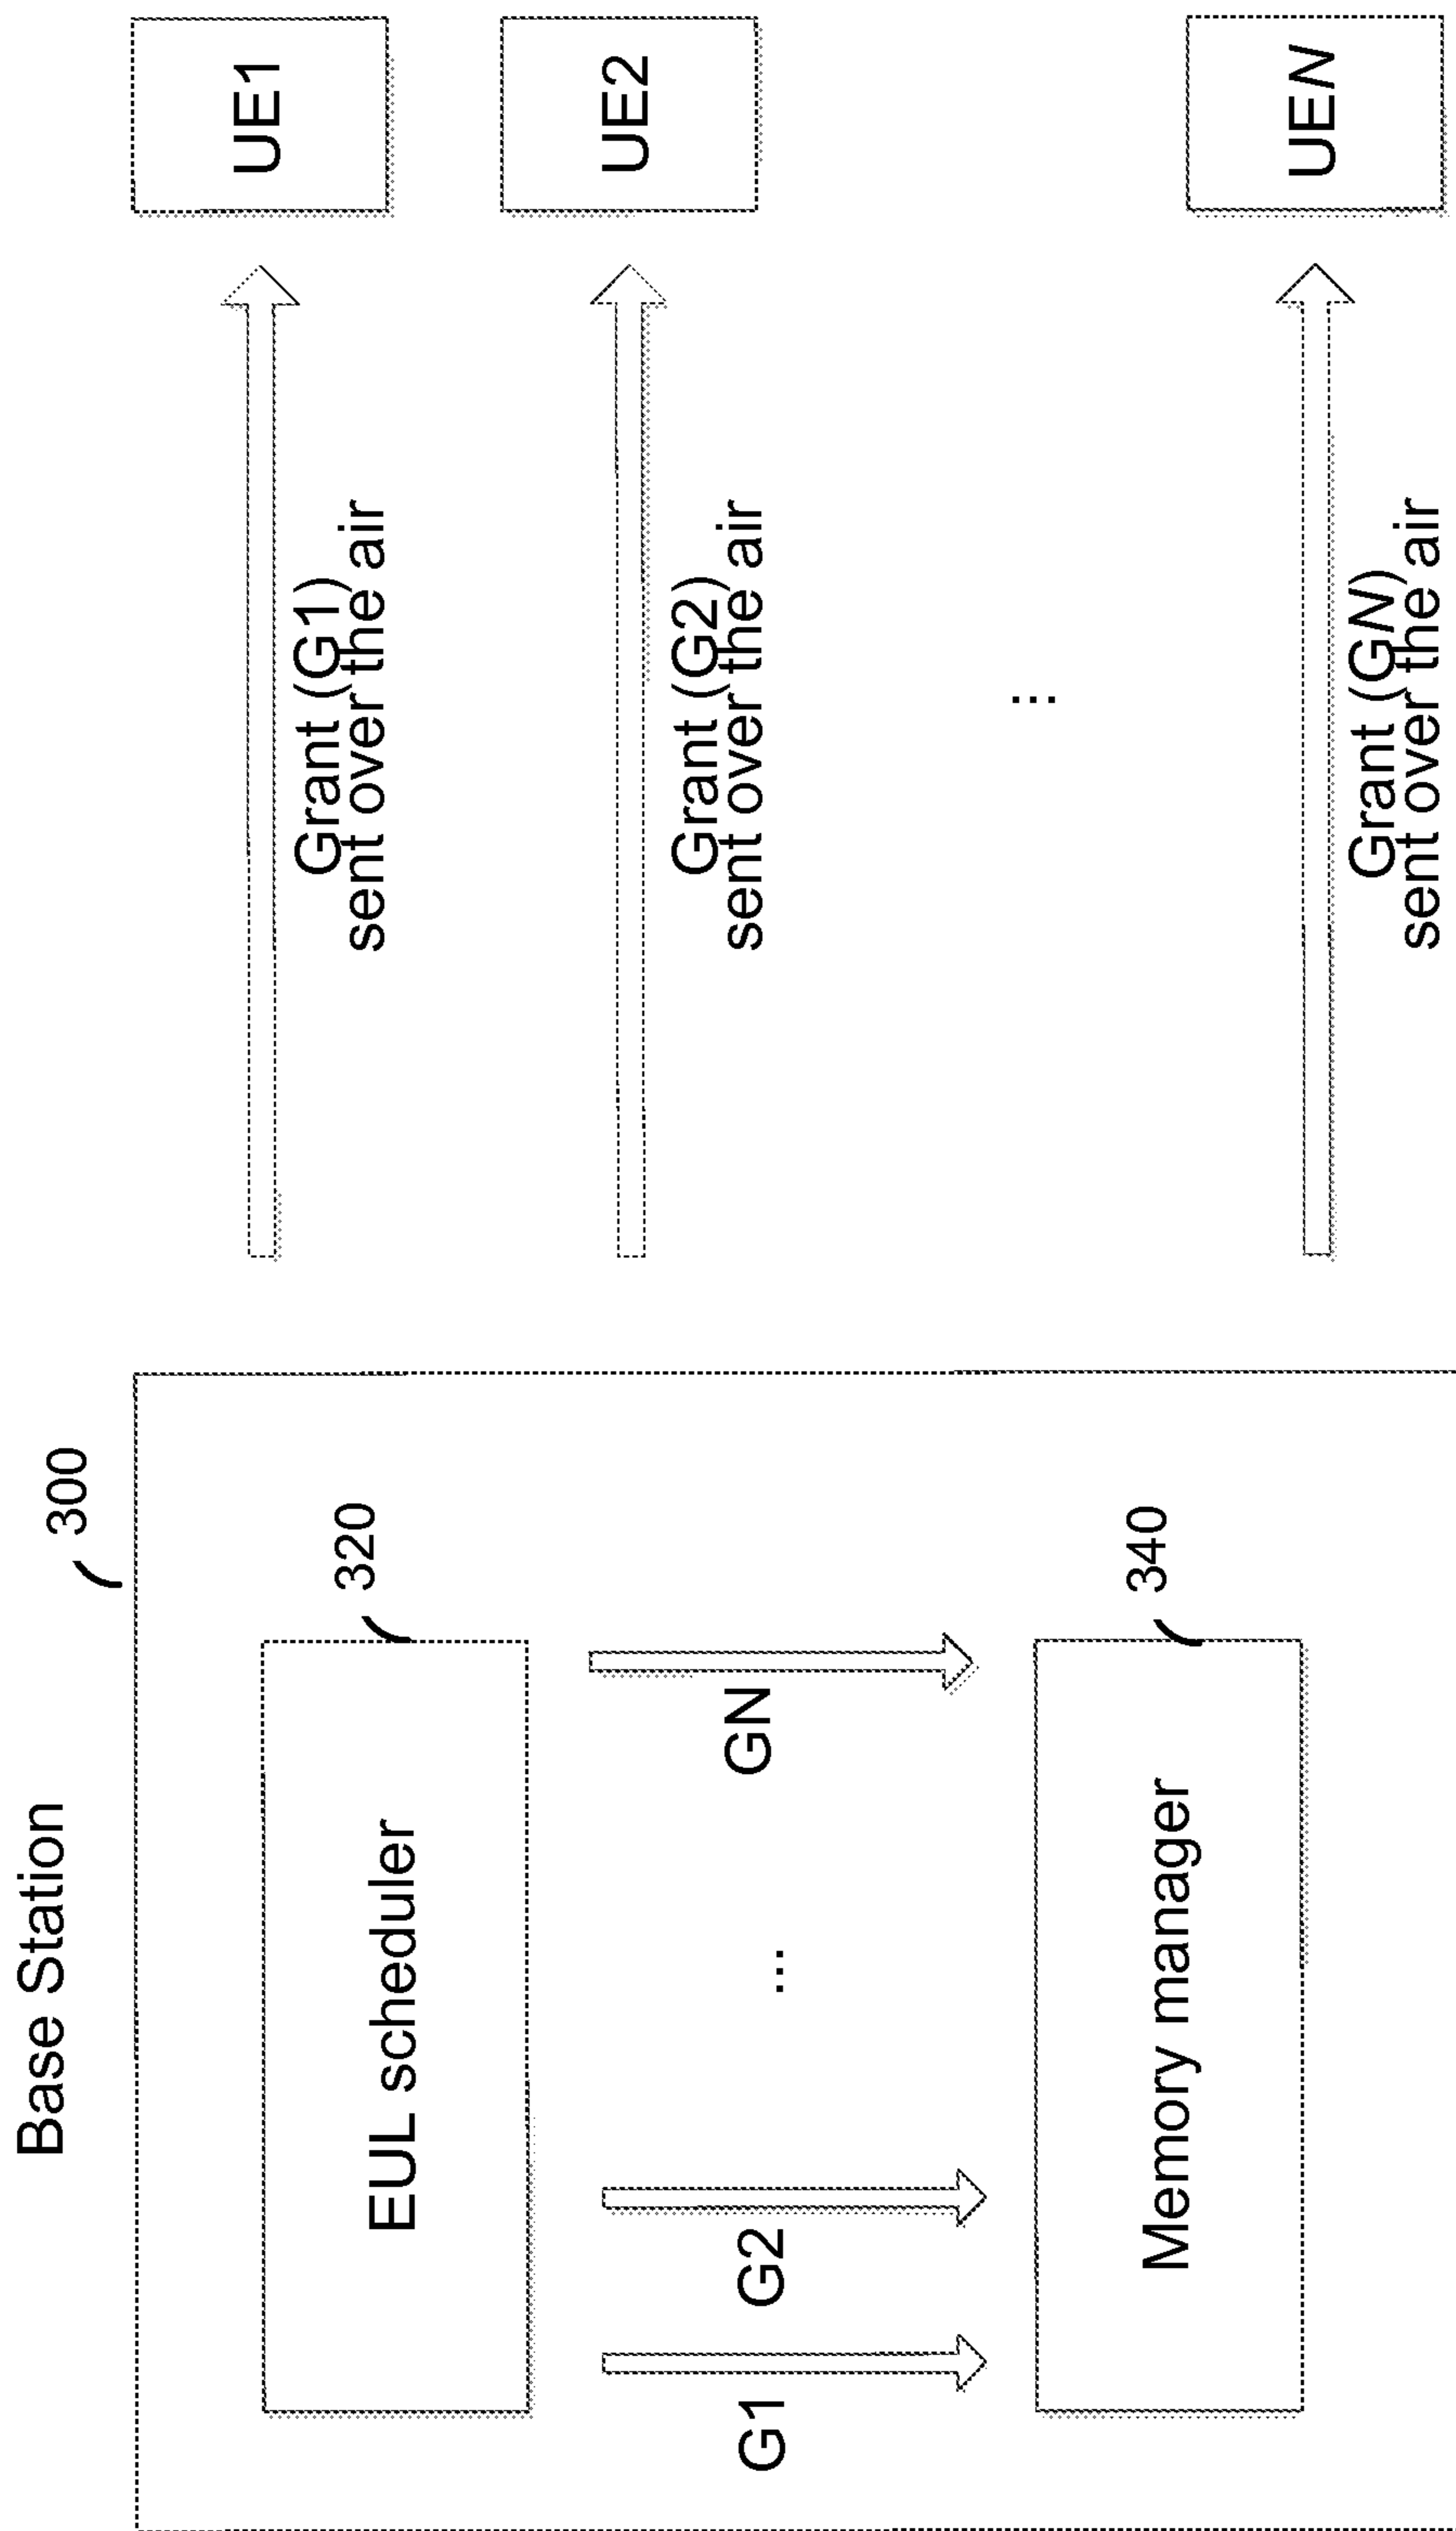 Base Station
300
EUL scheduler
320
G1
G2
...
GN
Memory manager
340
Grant (G1)
sent over the air
UE1
Grant (G2)
sent over the air
UE2
...
Grant (GN)
sent over the air
UEN